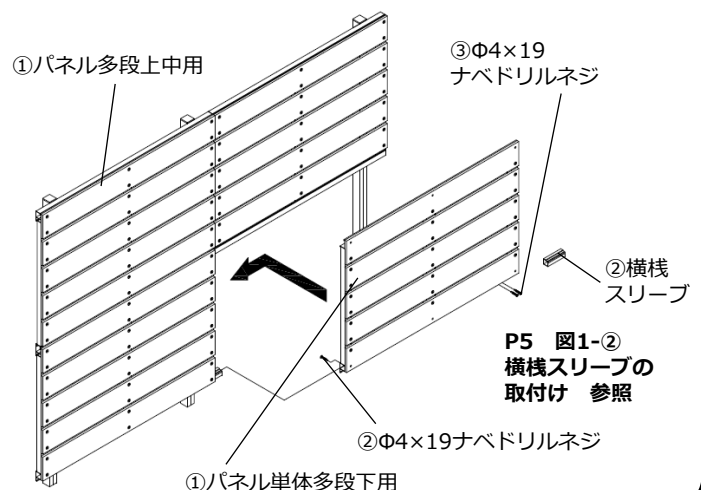 ①パネル多段上中用
③Φ4×19
ナベドリルネジ
②横桟
スリーブ
P5　図1-②
横桟スリーブの
取付け　参照
②Φ4×19ナベドリルネジ
①パネル単体多段下用